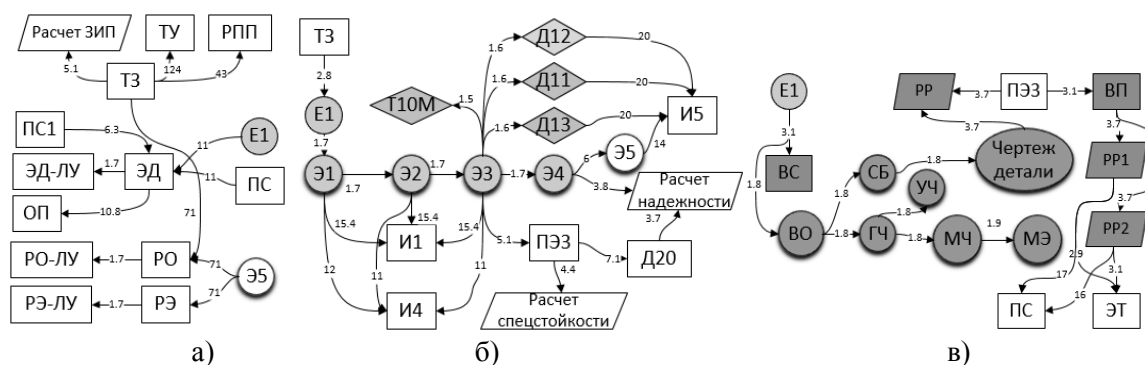 Расчет ЗИП
ТУ
РПП
5.1
124
43
ТЗ
ПС1
6.3
Е1
11
ЭД-ЛУ
1.7
ЭД
11
ПС
ОП
10.8
71
РО-ЛУ
1.7
РО
71
Э5
РЭ-ЛУ
1.7
РЭ
71
а)
ТЗ
2.8
Е1
1.7
Т10М
1.5
1.6
Д12
20
1.6
Д11
20
1.6
Д13
20
И5
Э1
1.7
Э2
1.7
Э3
1.7
Э4
6
Э5
14
3.8
Расчет
надежности
15.4
15.4
15.4
И1
5.1
ПЭ3
7.1
3.7
Д20
12
11
11
И4
4.4
Расчет
спецстойкости
б)
Е1
3.1
ВС
1.8
ВО
1.8
СБ
1.8
1.8
ГЧ
1.8
УЧ
1.8
МЧ
1.9
МЭ
РР
3.7
ПЭ3
3.1
ВП
3.7
Чертеж
детали
3.7
РР1
3.7
РР2
2.9
17
16
3.1
ПС
ЭТ
в)